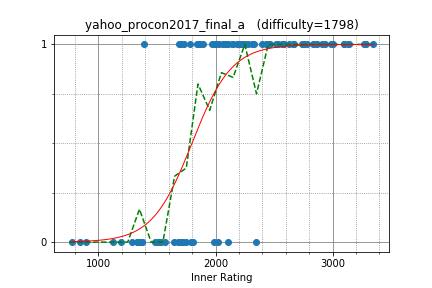 yahoo_procon2017_final_a   (difficulty=1798)
1
0
1000 2000 3000
Inner Rating